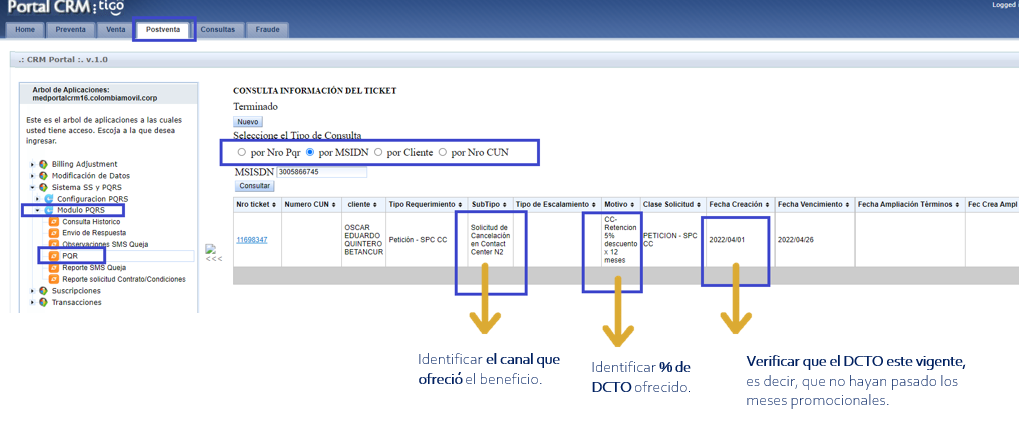 Portal CRM: tigo
Logged
Home Preventa Venta Postventa Consultas Fraude
.: CRM Portal :. v.1.0
Arbol de Aplicaciones:
medportalcrm16.colombiamovil.corp
Este es el arbol de aplicaciones a las cuales
usted tiene acceso. Escoja a la que desea
ingresar.
Billing Adjustment
Modificación de Datos
Sistema SS y PQRS
Configuracion PQRS
Modulo PQRS
Consulta Historico
Envio de Respuesta
Observaciones SMS Queja
PQR
Reporte SMS Queja
Reporte solicitud Contrato/Condiciones
Suscripciones
Transacciones
<<<
CONSULTA INFORMACIÓN DEL TICKET
Terminado
Nuevo
Seleccione el Tipo de Consulta
por Nro Pqr por MSIDN por Cliente por Nro CUN
MSISDN 3005866745
Consultar
Nro ticket Numero CUN cliente Tipo Requerimiento SubTipo Tipo de Escalamiento Motivo Clase Solicitud Fecha Creación Fecha Vencimiento Fecha Ampliación Términos Fec Crea Ampl
11698347
OSCAR
EDUARDO
QUINTERO
BETANCUR
Petición - SPC CC
Solicitud de
Cancelación
en Contact
Center N2
CC-
Retencion
5%
descuento
x 12
meses
PETICION - SPC
CC
2022/04/01
2022/04/26
Identificar el canal que
ofreció el beneficio.
Identificar % de
DCTO ofrecido.
Verificar que el DCTO este vigente,
es decir, que no hayan pasado los
meses promocionales.